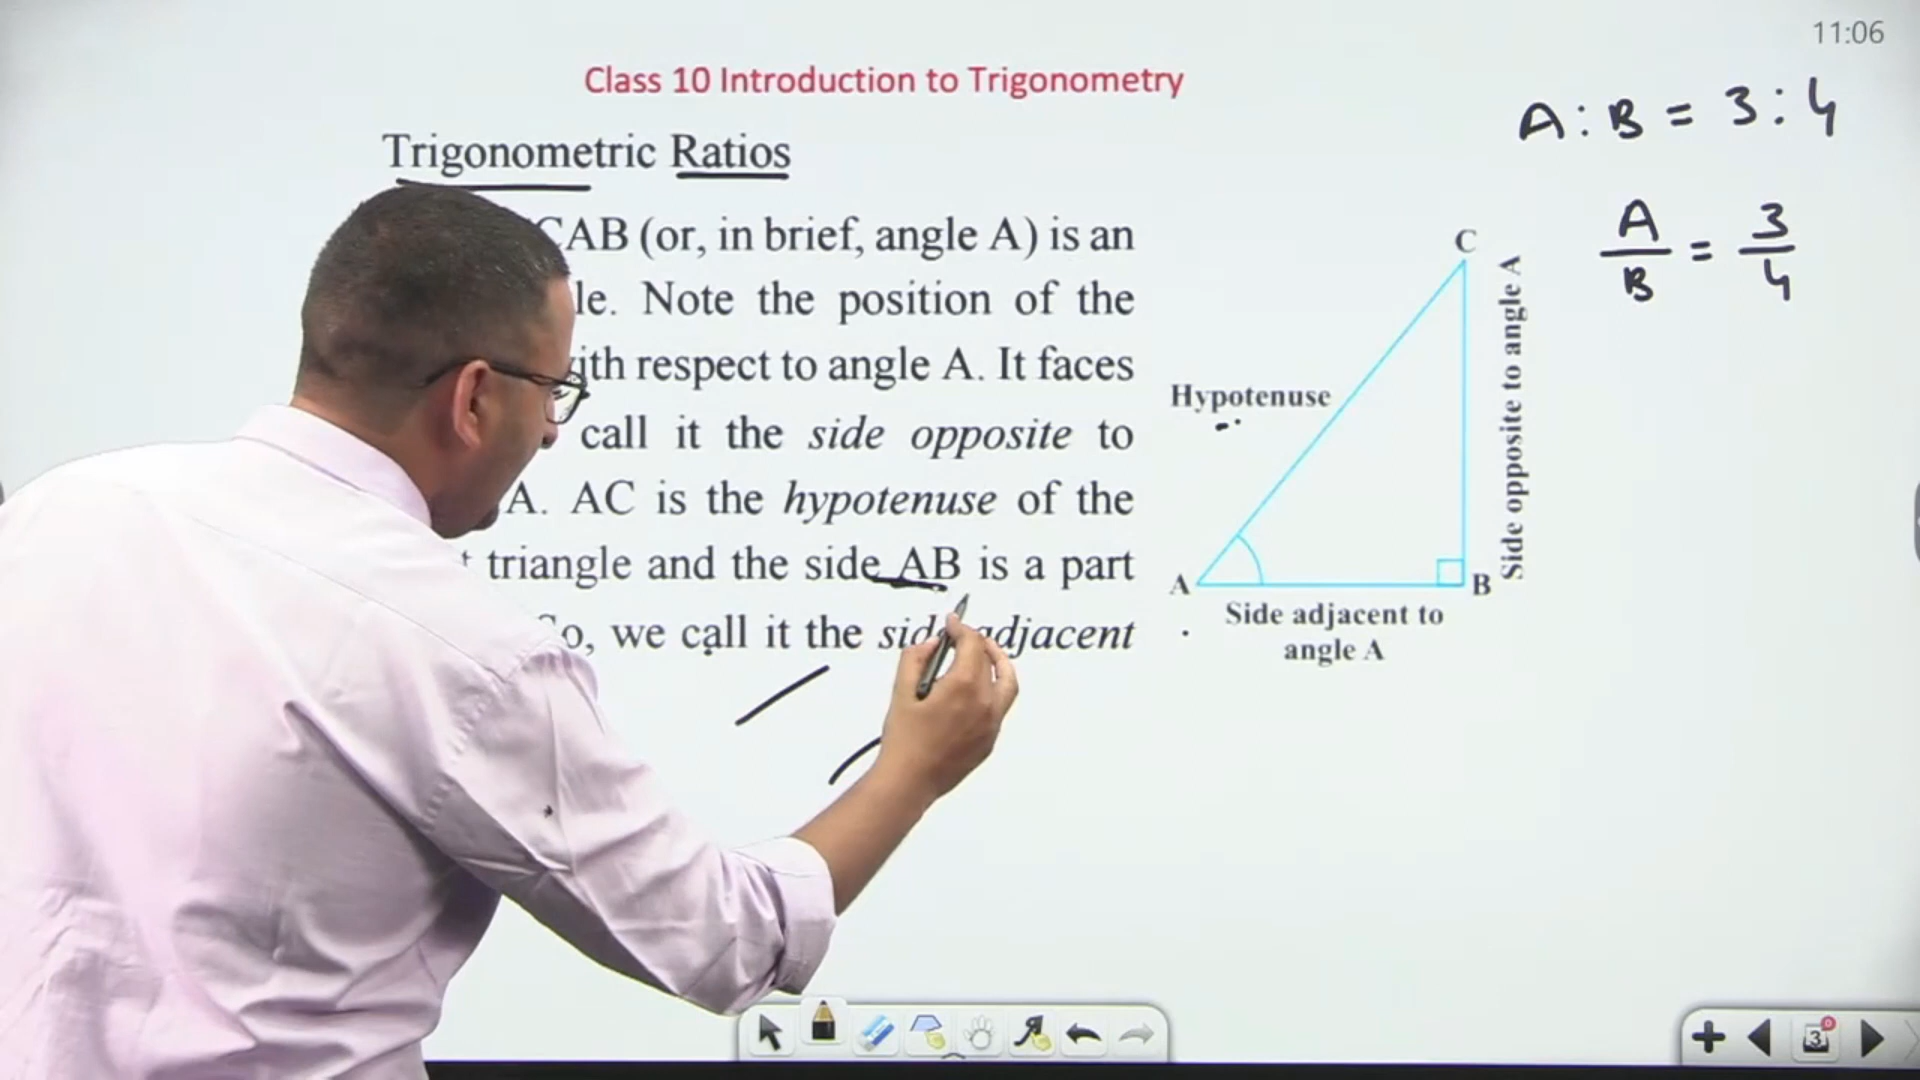 11:06
Class 10 Introduction to Trigonometry
Trigonometric Ratios
CAB (or, in brief, angle A) is an
le. Note the position of the
ith respect to angle A. It faces
call it the side opposite to
A. AC is the hypotenuse of the
triangle and the side AB is a part
So, we call it the side adjacent
A : B = 3 : 4
A
B
=
3
4
C
Hypotenuse
Side opposite to angle A
A
B
Side adjacent to
angle A
3